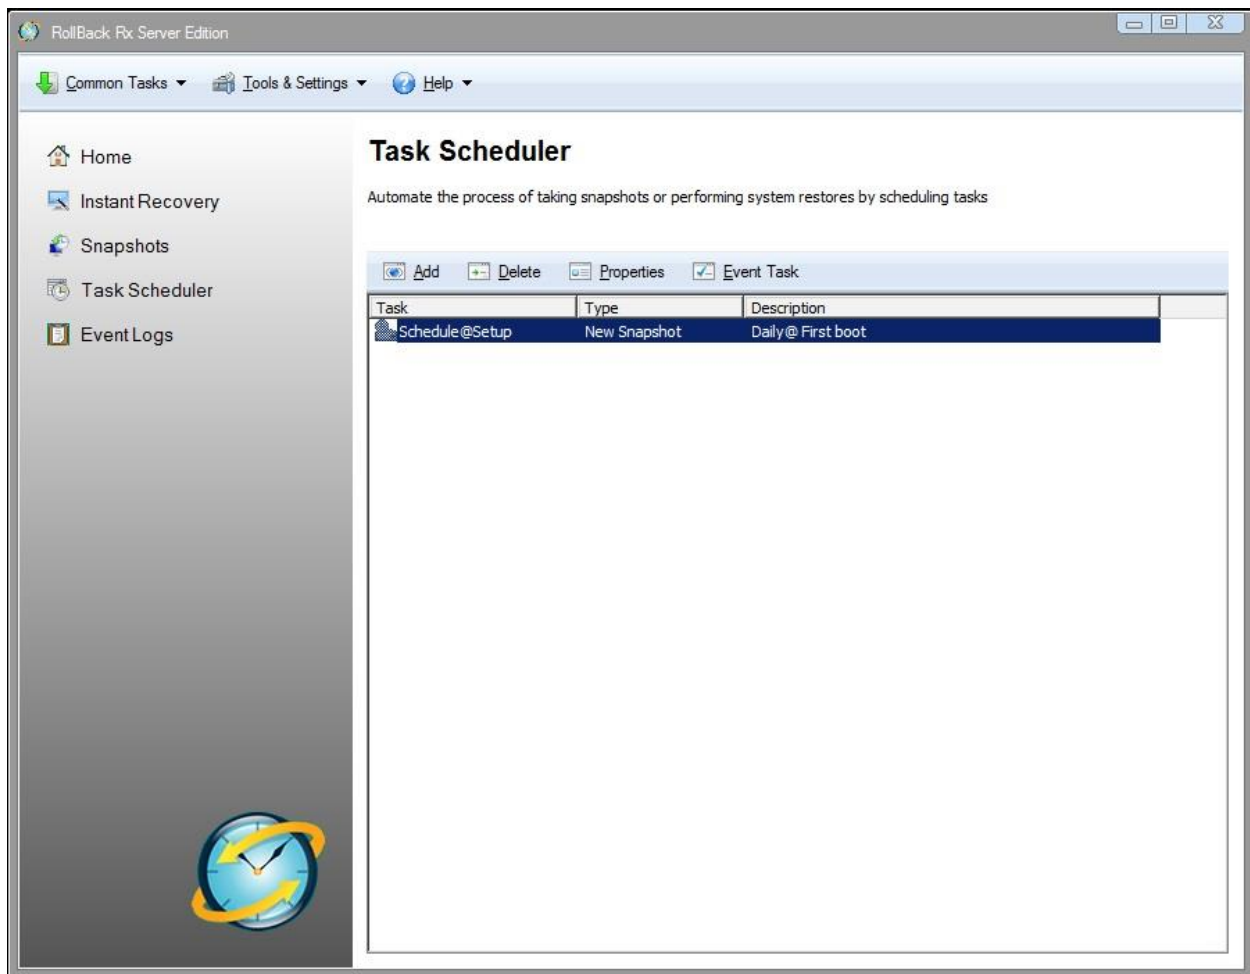 RollBack Rx Server Edition
Common Tasks Tools & Settings Help
Home
Instant Recovery
Snapshots
Task Scheduler
Event Logs
Task Scheduler
Automate the process of taking snapshots or performing system restores by scheduling tasks
Add Delete Properties Event Task
Task Type Description
Schedule@Setup New Snapshot Daily@ First boot